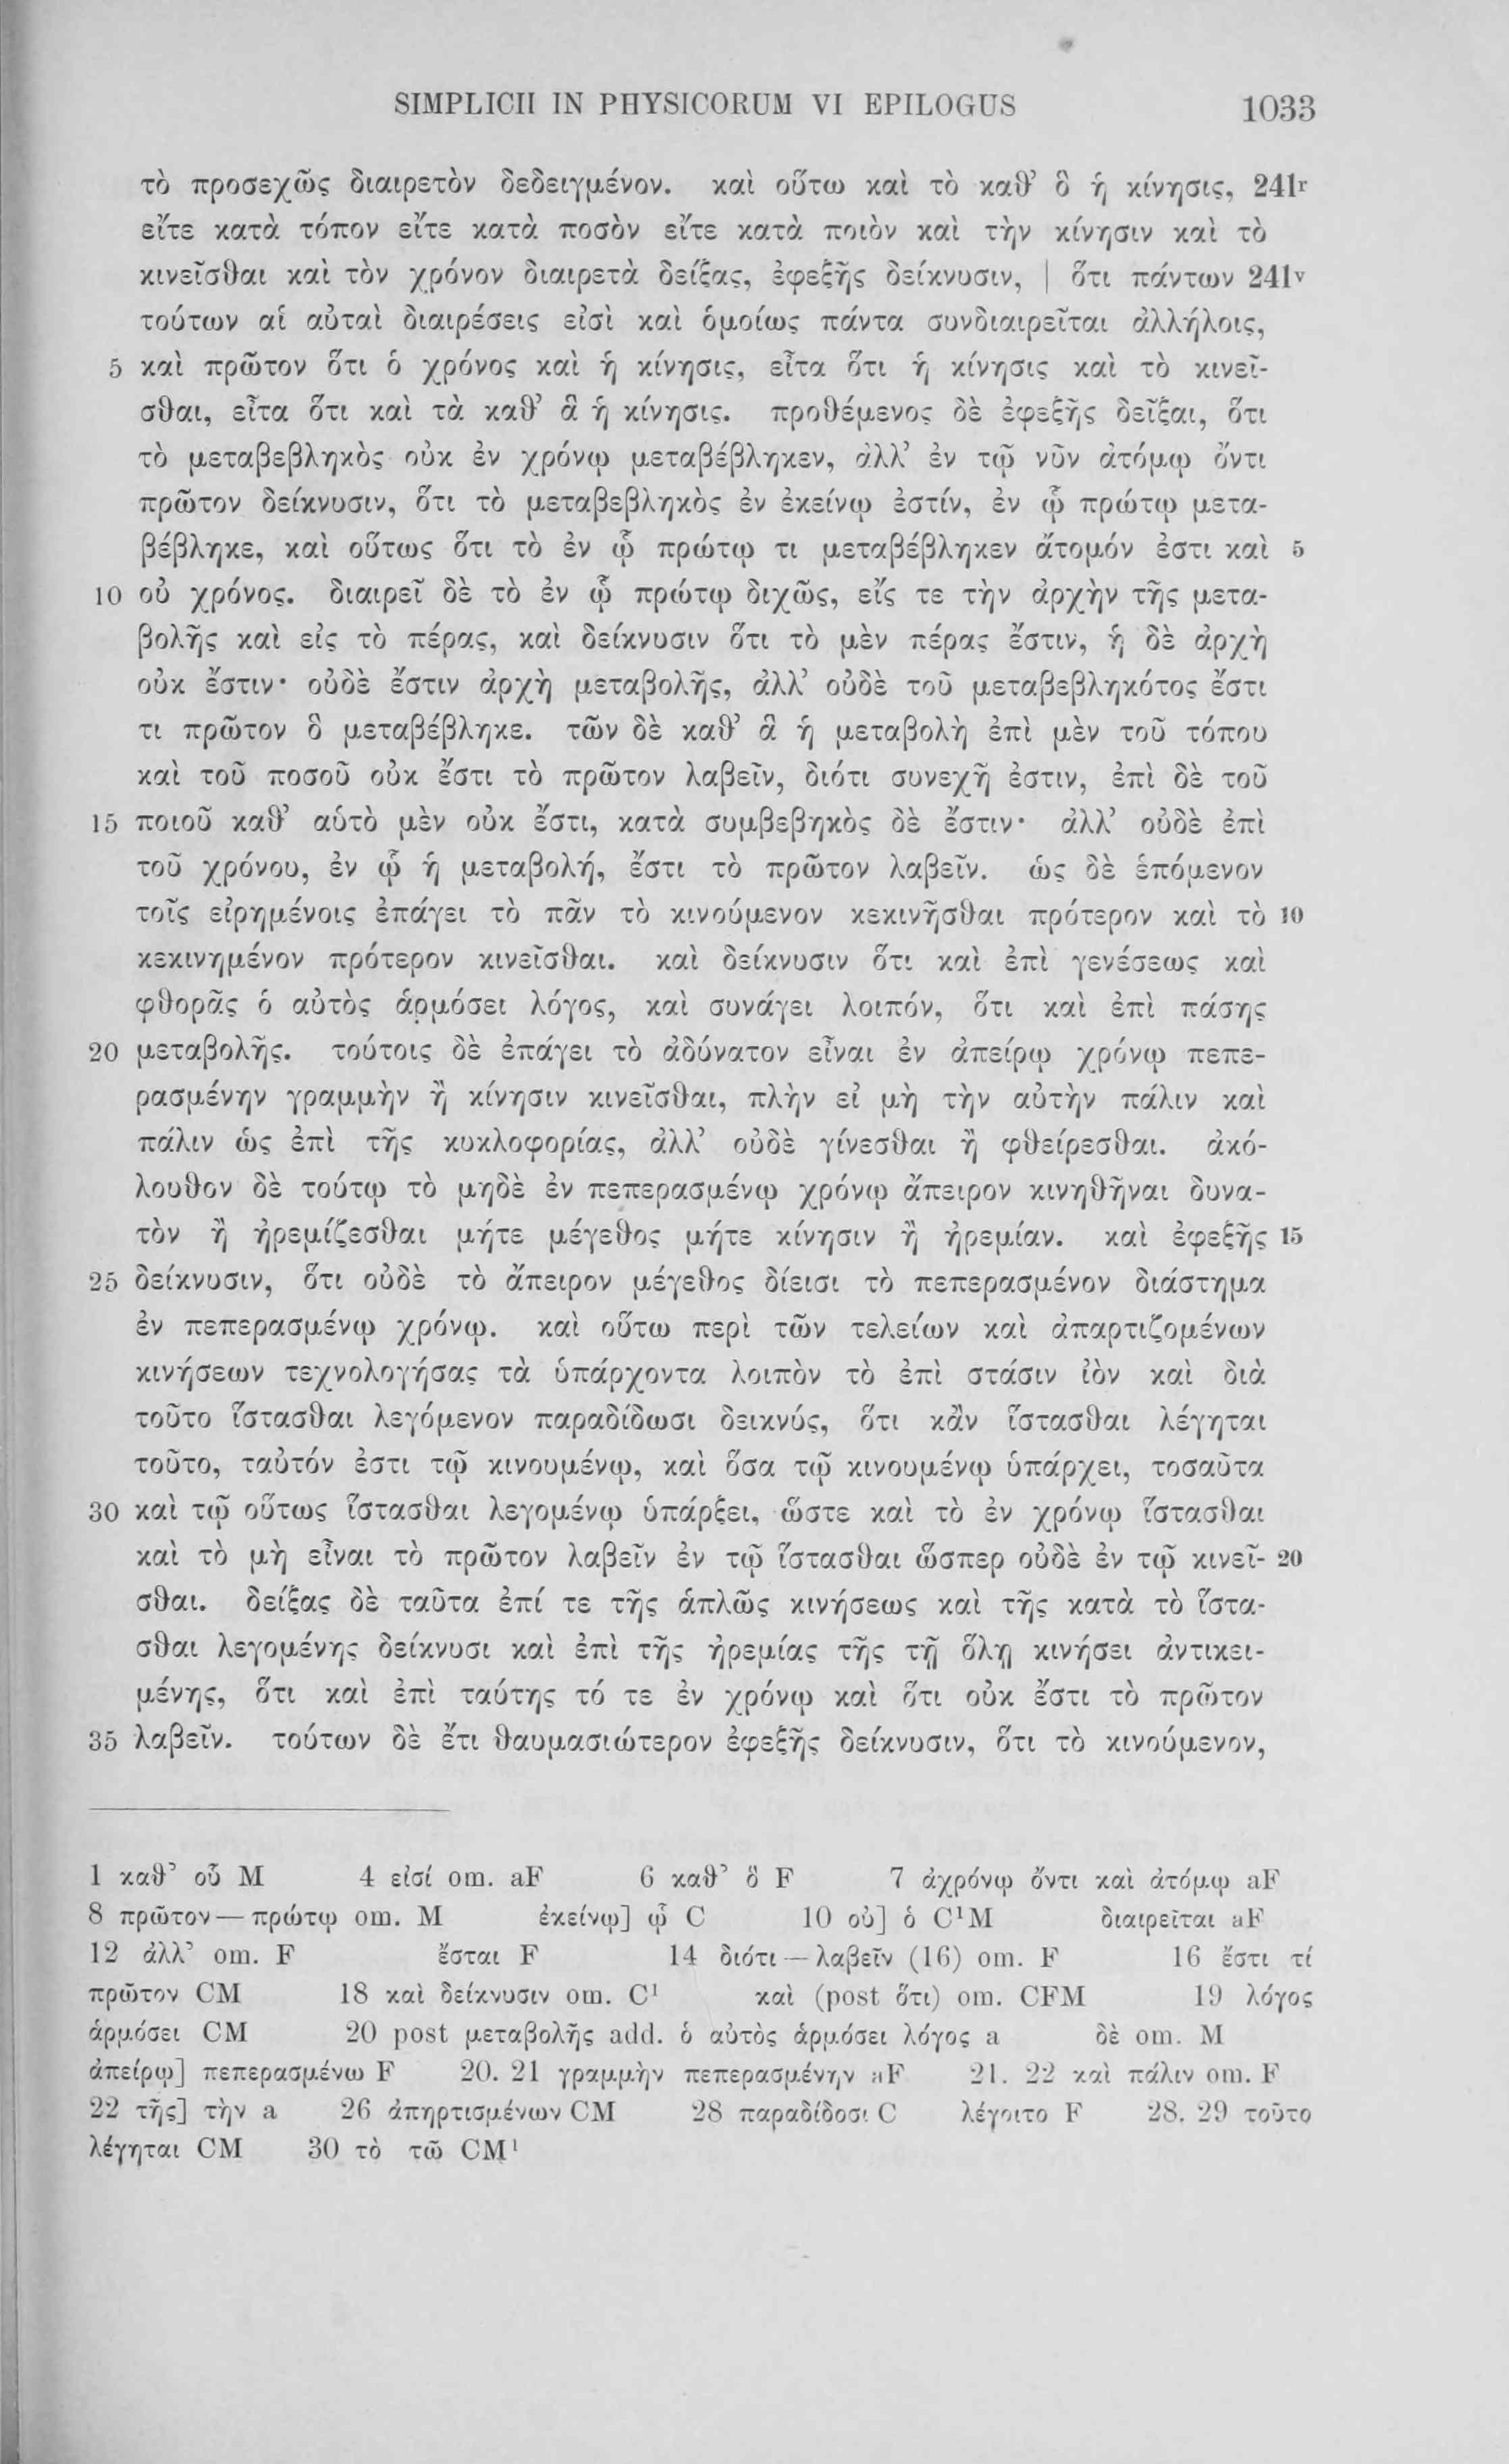 SIMPLICII IN PHYSICORUM VI EPILOGUS 1033
τὸ προσεχῶς διαιρετὸν δεδειγμένον. καὶ οὕτω καὶ τὸ καθ’ ὃ ἡ κίνησις, 241r
εἴτε κατὰ τόπον εἴτε κατὰ ποσὸν εἴτε κατὰ ποιὸν καὶ τὴν κίνησιν καὶ τὸ
κινεῖσθαι καὶ τὸν χρόνον διαιρετὰ δείξας, ἐφεξῆς δείκνυσιν, | ὅτι πάντων 241v
τούτων αἱ αὐταὶ διαιρέσεις εἰσὶ καὶ ὁμοίως πάντα συνδιαιρεῖται ἀλλήλοις,
5 καὶ πρῶτον ὅτι ὁ χρόνος καὶ ἡ κίνησις, εἶτα ὅτι ἡ κίνησις καὶ τὸ κινεῖ-
σθαι, εἶτα ὅτι καὶ τὰ καθ’ ἃ ἡ κίνησις. προθέμενος δὲ ἐφεξῆς δεῖξαι, ὅτι
τὸ μεταβεβληκὸς οὐκ ἐν χρόνῳ μεταβέβληκεν, ἀλλ’ ἐν τῷ νῦν ἀτόμῳ ὄντι
πρῶτον δείκνυσιν, ὅτι τὸ μεταβεβληκὸς ἐν ἐκείνῳ ἐστίν, ἐν ᾧ πρώτῳ μετα-
βέβληκε, καὶ οὕτως ὅτι τὸ ἐν ᾧ πρώτῳ τι μεταβέβληκεν ἄτομόν ἐστι καὶ 5
10 οὐ χρόνος. διαιρεῖ δὲ τὸ ἐν ᾧ πρώτῳ διχῶς, εἴς τε τὴν ἀρχὴν τῆς μετα-
βολῆς καὶ εἰς τὸ πέρας, καὶ δείκνυσιν ὅτι τὸ μὲν πέρας ἔστιν, ἡ δὲ ἀρχὴ
οὐκ ἔστιν· οὐδὲ ἔστιν ἀρχὴ μεταβολῆς, ἀλλ’ οὐδὲ τοῦ μεταβεβληκότος ἔστι
τι πρῶτον ὃ μεταβέβληκε. τῶν δὲ καθ’ ἃ ἡ μεταβολὴ ἐπὶ μὲν τοῦ τόπου
καὶ τοῦ ποσοῦ οὐκ ἔστι τὸ πρῶτον λαβεῖν, διότι συνεχῆ ἐστιν, ἐπὶ δὲ τοῦ
15 ποιοῦ καθ’ αὑτὸ μὲν οὐκ ἔστι, κατὰ συμβεβηκὸς δὲ ἔστιν· ἀλλ’ οὐδὲ ἐπὶ
τοῦ χρόνου, ἐν ᾧ ἡ μεταβολή, ἔστι τὸ πρῶτον λαβεῖν. ὡς δὲ ἑπόμενον
τοῖς εἰρημένοις ἐπάγει τὸ πᾶν τὸ κινούμενον κεκινῆσθαι πρότερον καὶ τὸ 10
κεκινημένον πρότερον κινεῖσθαι. καὶ δείκνυσιν ὅτι καὶ ἐπὶ γενέσεως καὶ
φθορᾶς ὁ αὐτὸς ἁρμόσει λόγος, καὶ συνάγει λοιπόν, ὅτι καὶ ἐπὶ πάσης
20 μεταβολῆς. τούτοις δὲ ἐπάγει τὸ ἀδύνατον εἶναι ἐν ἀπείρῳ χρόνῳ πεπε-
ρασμένην γραμμὴν ἢ κίνησιν κινεῖσθαι, πλὴν εἰ μὴ τὴν αὐτὴν πάλιν καὶ
πάλιν ὡς ἐπὶ τῆς κυκλοφορίας, ἀλλ’ οὐδὲ γίνεσθαι ἢ φθείρεσθαι. ἀκό-
λουθον δὲ τούτῳ τὸ μηδὲ ἐν πεπερασμένῳ χρόνῳ ἄπειρον κινηθῆναι δυνα-
τὸν ἢ ἠρεμίζεσθαι μήτε μέγεθος μήτε κίνησιν ἢ ἠρεμίαν. καὶ ἐφεξῆς 15
25 δείκνυσιν, ὅτι οὐδὲ τὸ ἄπειρον μέγεθος δίεισι τὸ πεπερασμένον διάστημα
ἐν πεπερασμένῳ χρόνῳ. καὶ οὕτω περὶ τῶν τελείων καὶ ἀπαρτιζομένων
κινήσεων τεχνολογήσας τὰ ὑπάρχοντα λοιπὸν τὸ ἐπὶ στάσιν ἰὸν καὶ διὰ
τοῦτο ἵστασθαι λεγόμενον παραδίδωσι δεικνύς, ὅτι κἂν ἵστασθαι λέγηται
τοῦτο, ταὐτόν ἐστι τῷ κινουμένῳ, καὶ ὅσα τῷ κινουμένῳ ὑπάρχει, τοσαῦτα
30 καὶ τῷ οὕτως ἵστασθαι λεγομένῳ ὑπάρξει, ὥστε καὶ τὸ ἐν χρόνῳ ἵστασθαι
καὶ τὸ μὴ εἶναι τὸ πρῶτον λαβεῖν ἐν τῷ ἵστασθαι ὥσπερ οὐδὲ ἐν τῷ κινεῖ- 20
σθαι. δείξας δὲ ταῦτα ἐπί τε τῆς ἁπλῶς κινήσεως καὶ τῆς κατὰ τὸ ἵστα-
σθαι λεγομένης δείκνυσι καὶ ἐπὶ τῆς ἠρεμίας τῆς τῇ ὅλῃ κινήσει ἀντικει-
μένης, ὅτι καὶ ἐπὶ ταύτης τό τε ἐν χρόνῳ καὶ ὅτι οὐκ ἔστι τὸ πρῶτον
35 λαβεῖν. τούτων δὲ ἔτι θαυμασιώτερον ἐφεξῆς δείκνυσιν, ὅτι τὸ κινούμενον,
1 καθ’ οὗ M 4 εἰσί om. aF 6 καθ’ ὃ F 7 ἀχρόνῳ ὄντι καὶ ἀτόμῳ aF
8 πρῶτον — πρώτῳ om. M ἐκείνῳ] ᾧ C 10 οὐ] ὁ C¹M διαιρεῖται aF
12 ἀλλ’ om. F ἔσται F 14 διότι — λαβεῖν (16) om. F 16 ἔστι τί
πρῶτον CM 18 καὶ δείκνυσιν om. C¹ καὶ (post ὅτι) om. CFM 19 λόγος
ἁρμόσει CM 20 post μεταβολῆς add. ὁ αὐτὸς ἁρμόσει λόγος a δὲ om. M
ἀπείρῳ] πεπερασμένω F 20. 21 γραμμὴν πεπερασμένην aF 21. 22 καὶ πάλιν om. F
22 τῆς] τὴν a 26 ἀπηρτισμένων CM 28 παραδίδοσι C λέγοιτο F 28. 29 τοῦτο
λέγηται CM 30 τὸ τῶ CM¹